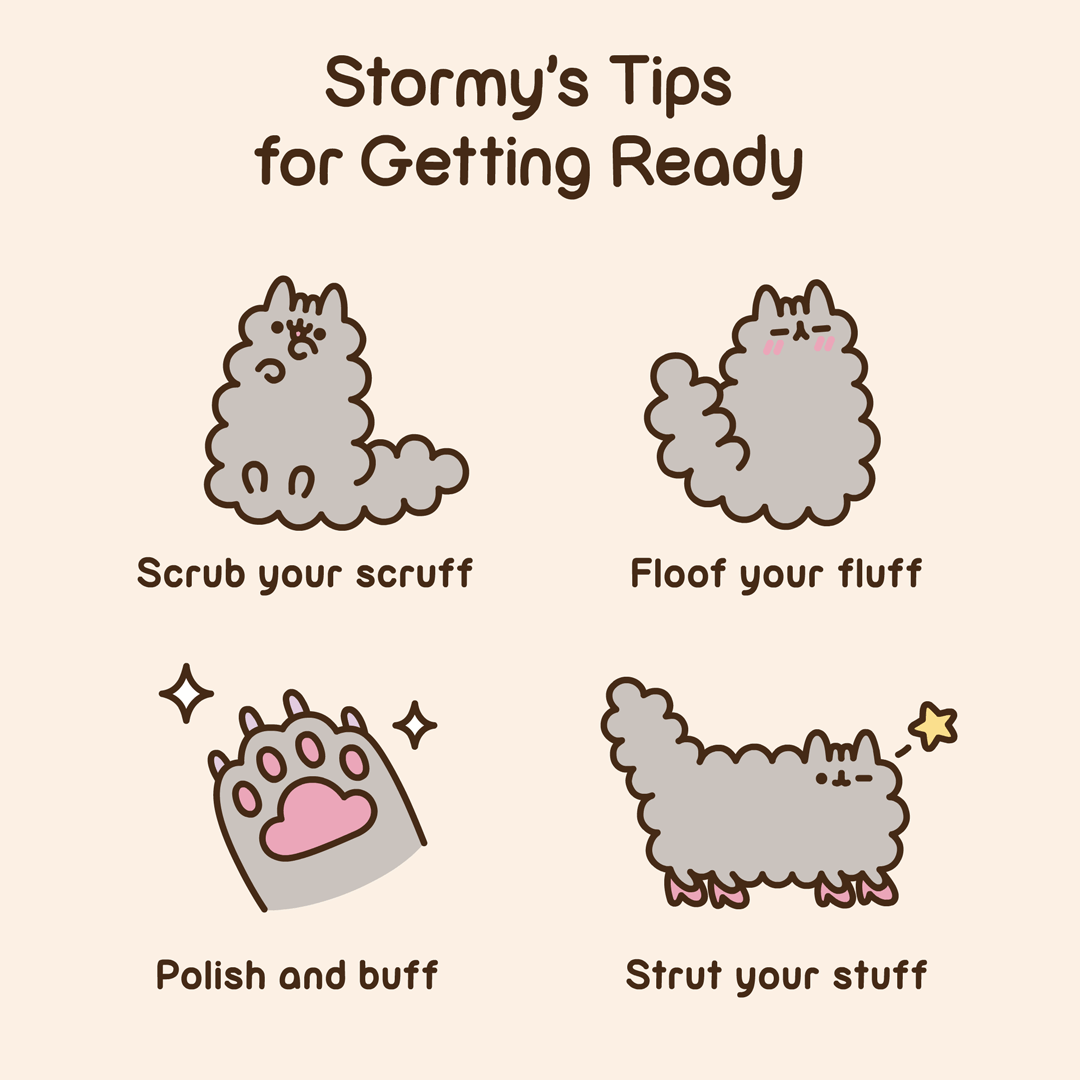 Stormy's Tips
for Getting Ready
Scrub your scruff
Floof your fluff
Polish and buff
Strut your stuff